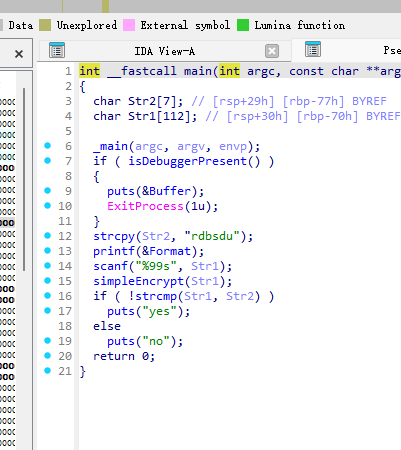 Data Unexplored External symbol Lumina function
IDA View-A
Pse
1 int __fastcall main(int argc, const char **arg
2 {
3 char Str2[7]; // [rsp+29h] [rbp-77h] BYREF
4 char Str1[112]; // [rsp+30h] [rbp-70h] BYREF
5
6 _main(argc, argv, envp);
7 if ( isDebuggerPresent() )
8 {
9 puts(&Buffer);
10 ExitProcess(1u);
11 }
12 strcpy(Str2, "rdbsdu");
13 printf(&Format);
14 scanf("%99s", Str1);
15 simpleEncrypt(Str1);
16 if ( !strcmp(Str1, Str2) )
17 puts("yes");
18 else
19 puts("no");
20 return 0;
21 }